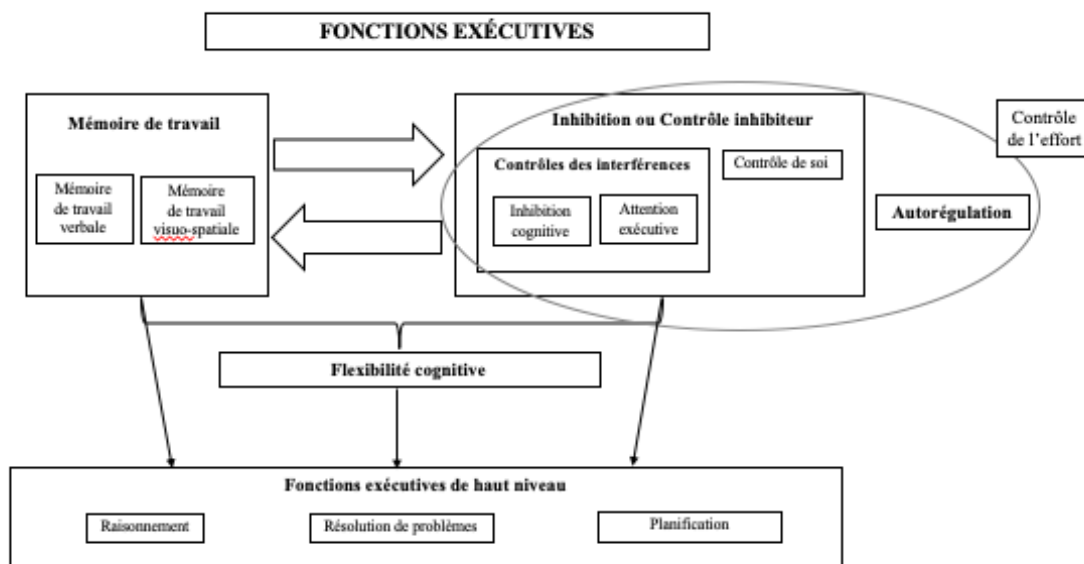 FONCTIONS EXÉCUTIVES
Mémoire de travail
Mémoire
de travail
verbale
Mémoire
de travail
visuo-spatiale
Inhibition ou Contrôle inhibiteur
Contrôles des interférences
Inhibition
cognitive
Attention
exécutive
Contrôle de soi
Contrôle
de l’effort
Autorégulation
Flexibilité cognitive
Fonctions exécutives de haut niveau
Raisonnement
Résolution de problèmes
Planification